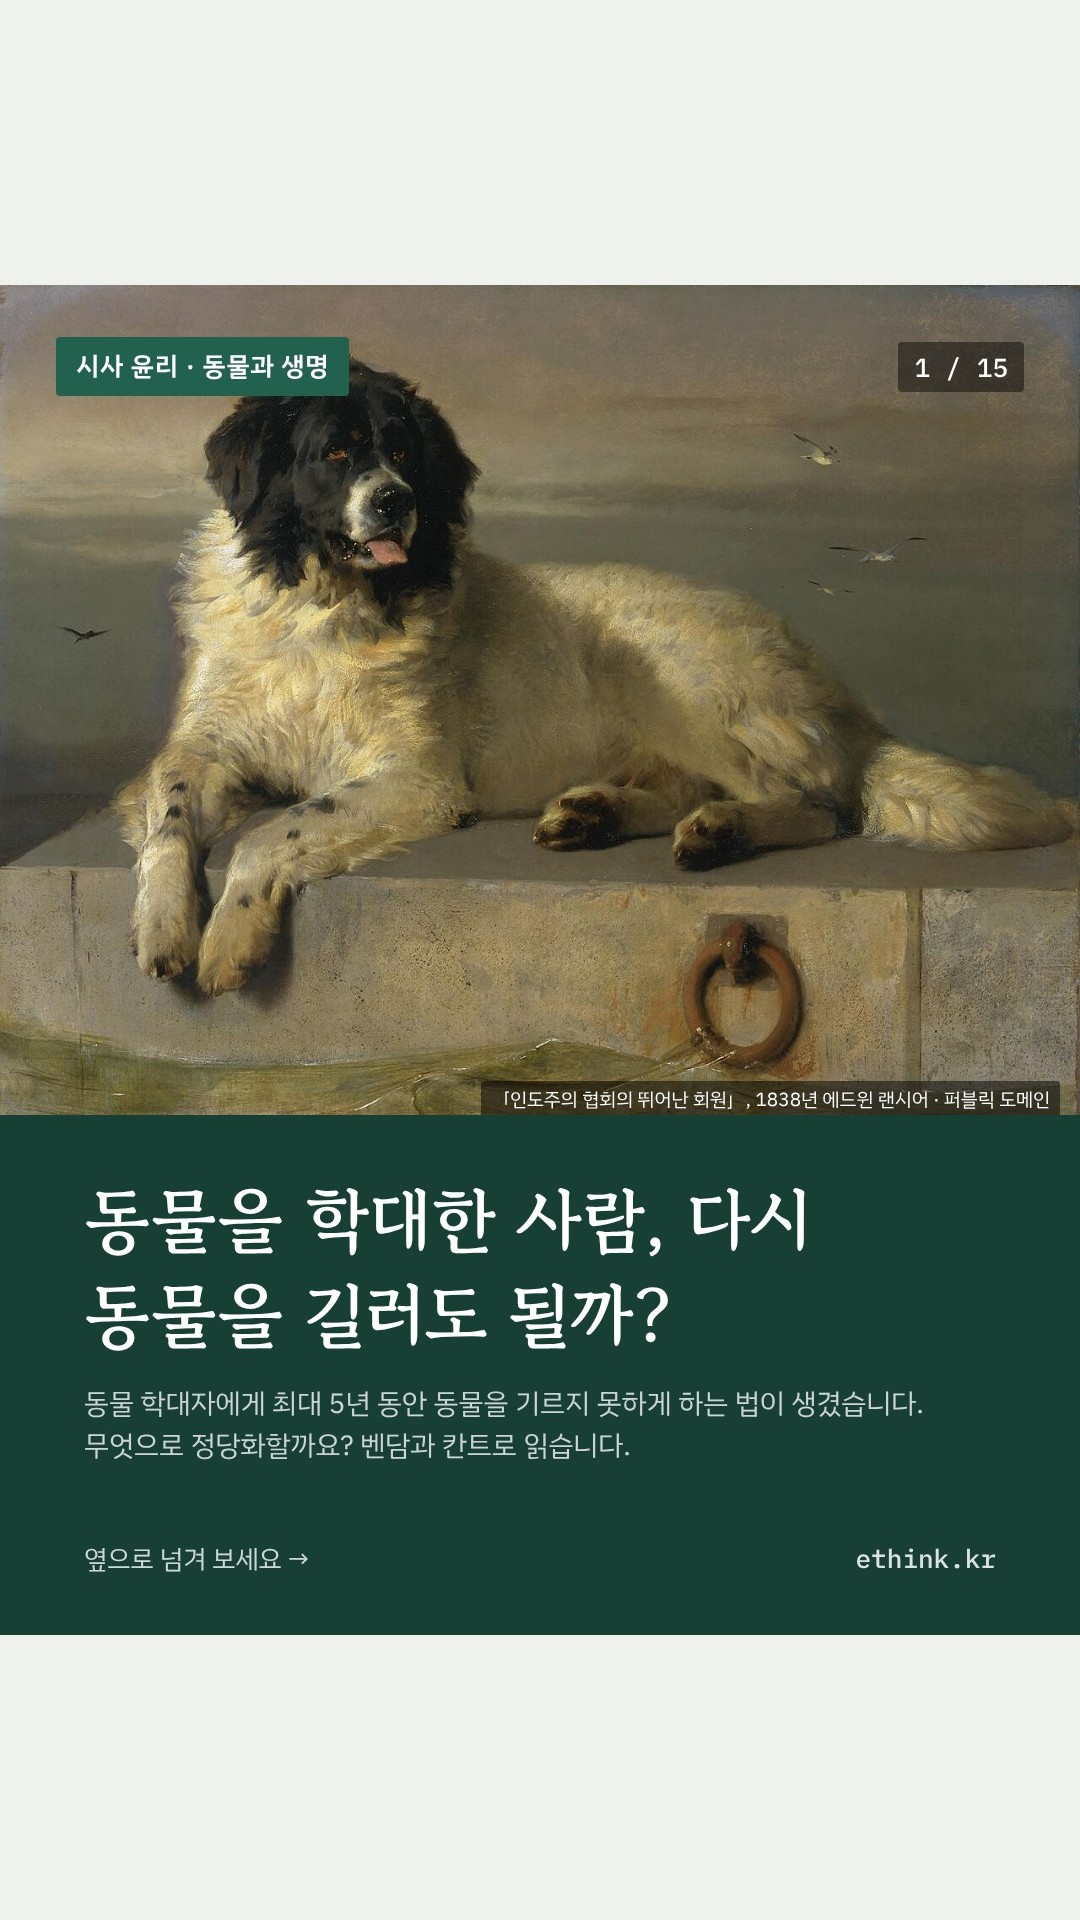 시사 윤리 · 동물과 생명
1 / 15
「인도주의 협회의 뛰어난 회원」, 1838년 에드윈 랜시어 · 퍼블릭 도메인
동물을 학대한 사람, 다시
동물을 길러도 될까?
동물 학대자에게 최대 5년 동안 동물을 기르지 못하게 하는 법이 생겼습니다.
무엇으로 정당화할까요? 벤담과 칸트로 읽습니다.
옆으로 넘겨 보세요 →
ethink.kr